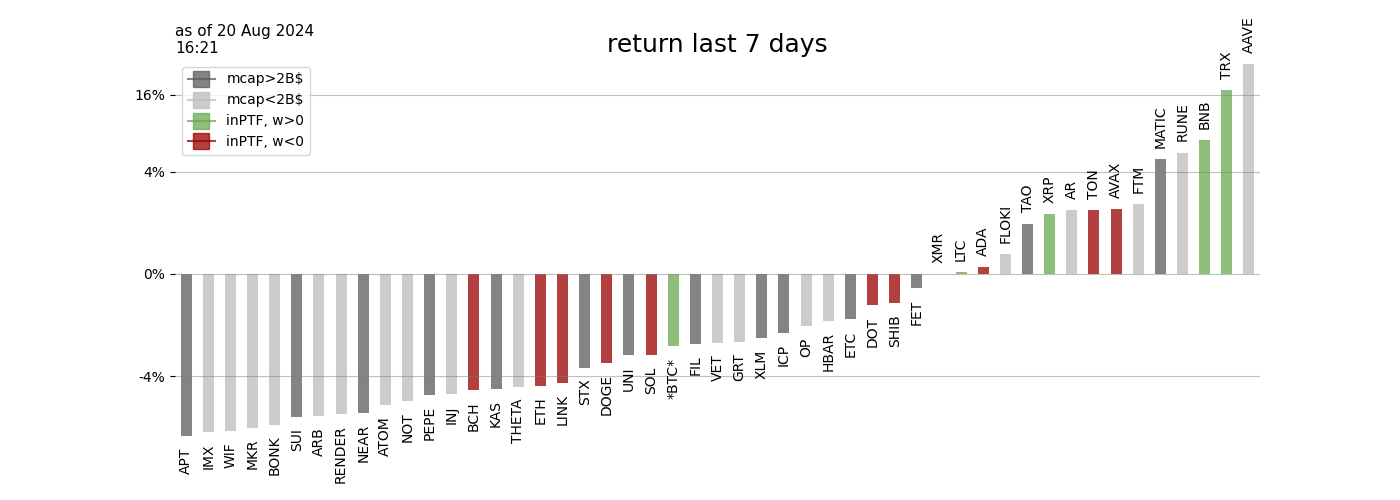 as of 20 Aug 2024
16:21
return last 7 days
mcap>2B$
mcap<2B$
inPTF, w>0
inPTF, w<0
16%
4%
0%
-4%
APT
IMX
WIF
MKR
BONK
SUI
ARB
RENDER
NEAR
ATOM
NOT
PEPE
INJ
BCH
KAS
THETA
ETH
LINK
STX
DOGE
UNI
SOL
*BTC*
FIL
VET
GRT
XLM
ICP
OP
HBAR
ETC
DOT
SHIB
FET
XMR
LTC
ADA
FLOKI
TAO
XRP
AR
TON
AVAX
FTM
MATIC
RUNE
BNB
TRX
AAVE